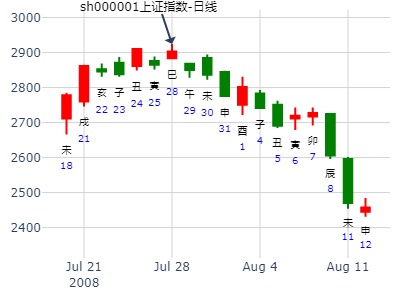 sh000001上证指数-日线
3000
2900
2800
2700
2600
2500
2400
未
18
戌
21
亥
22
子
23
丑
24
寅
25
巳
28
午
29
未
30
申
31
酉
1
子
4
丑
5
寅
6
卯
7
辰
8
未
11
申
12
Jul 21
2008
Jul 28
Aug 4
Aug 11